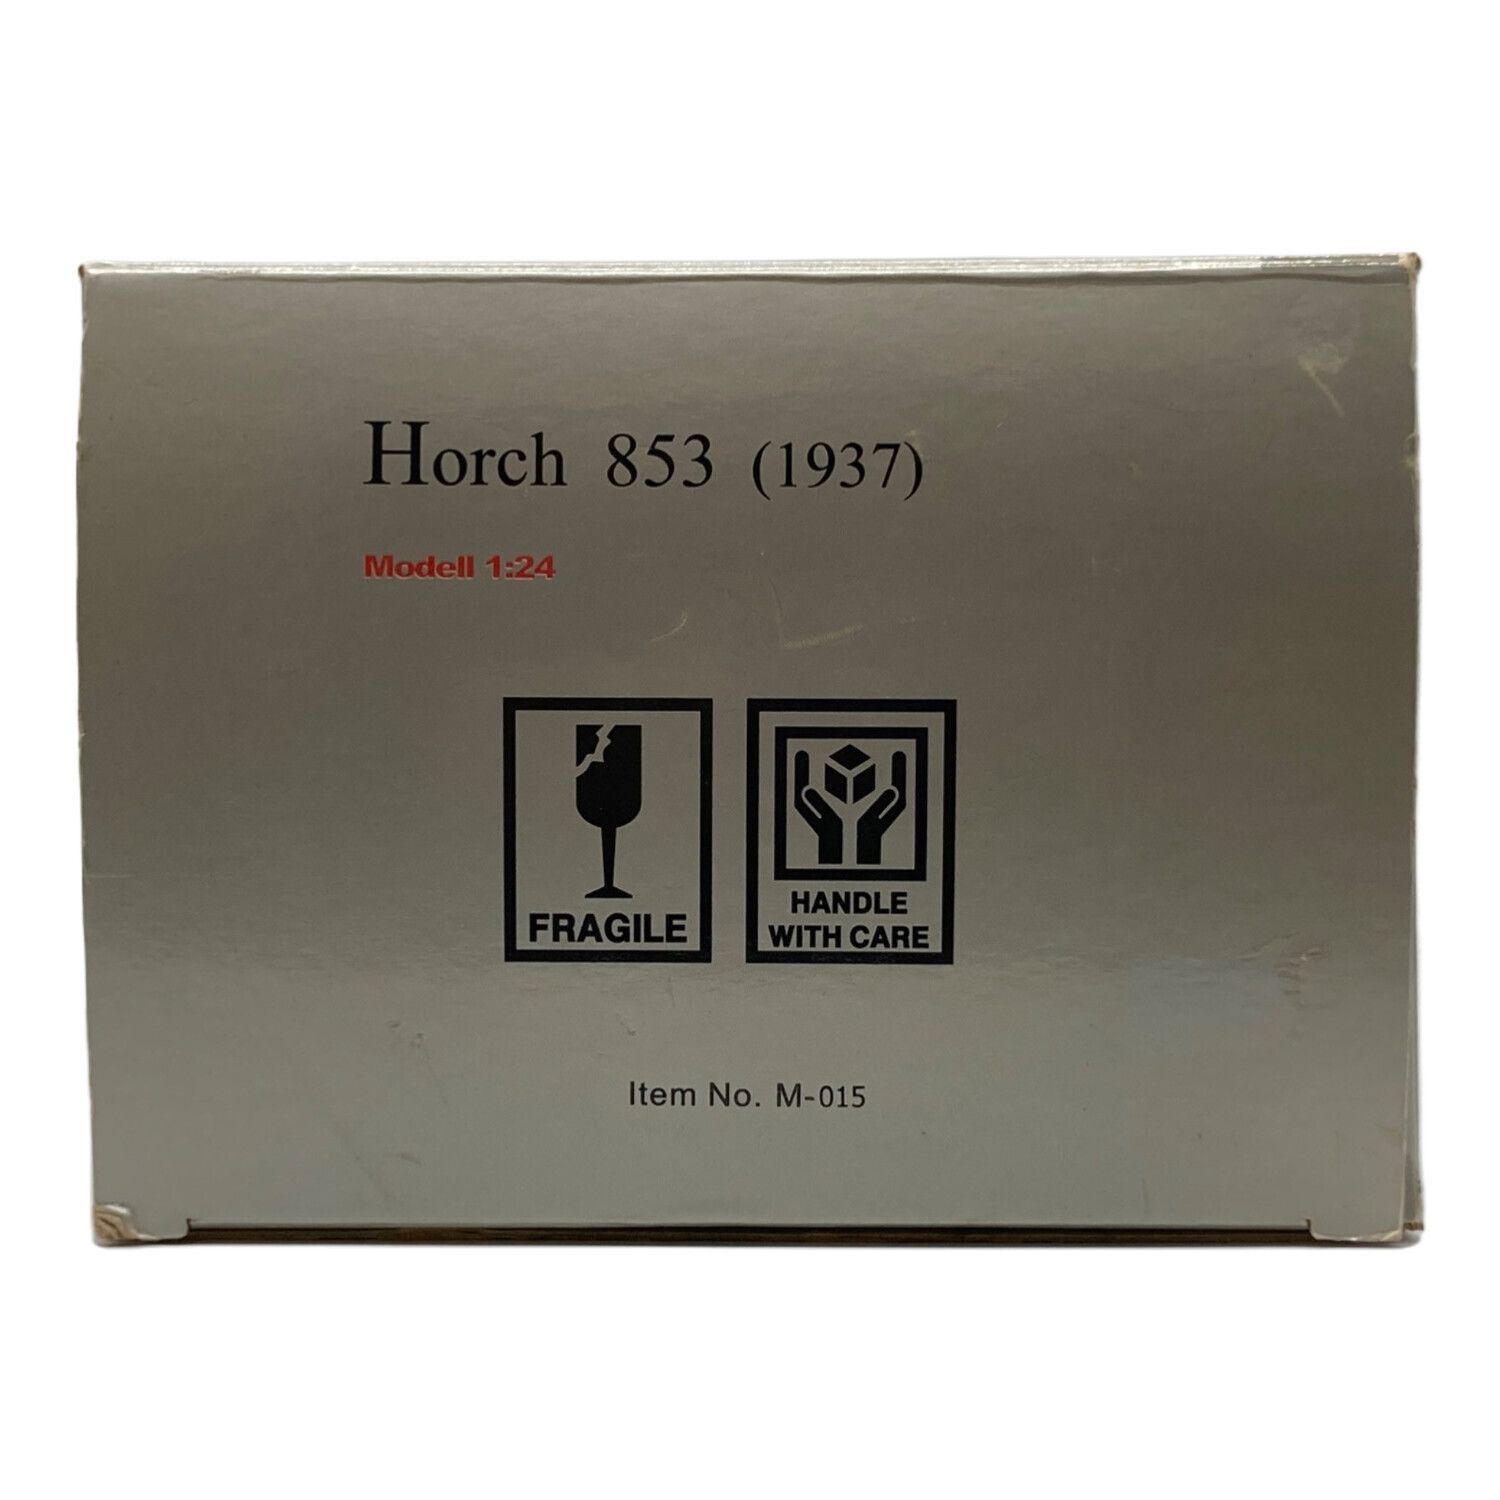 Horch 853 (1937)
Modell 1:24
FRAGILE
HANDLE
WITH CARE
Item No. M-015